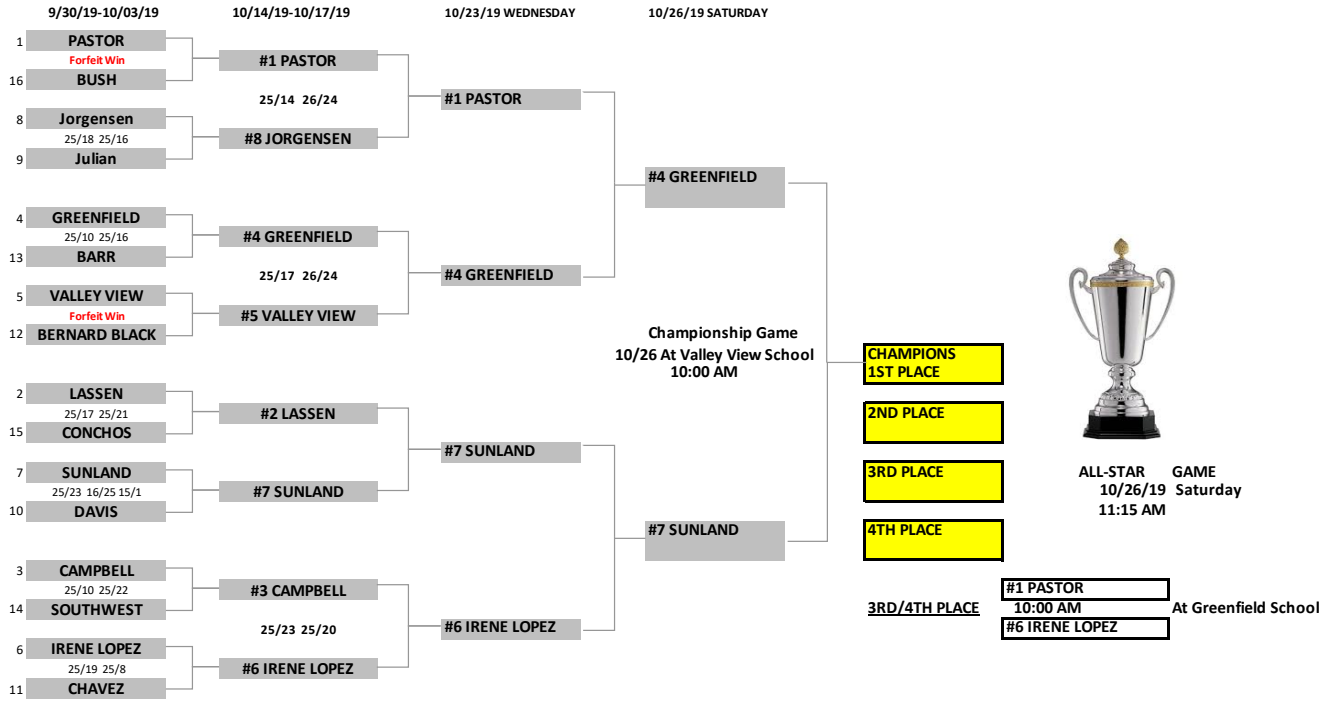 9/30/19-10/03/19
10/14/19-10/17/19
10/23/19 WEDNESDAY
10/26/19 SATURDAY
1 PASTOR
Forfeit Win
16 BUSH
8 Jorgensen
25/18 25/16
9 Julian
4 GREENFIELD
25/10 25/16
13 BARR
5 VALLEY VIEW
Forfeit Win
12 BERNARD BLACK
2 LASSEN
25/17 25/21
15 CONCHOS
7 SUNLAND
25/23 16/25 15/1
10 DAVIS
3 CAMPBELL
25/10 25/22
14 SOUTHWEST
6 IRENE LOPEZ
25/19 25/8
11 CHAVEZ
#1 PASTOR
25/14 26/24
#8 JORGENSEN
#4 GREENFIELD
25/17 26/24
#5 VALLEY VIEW
#2 LASSEN
#7 SUNLAND
#3 CAMPBELL
25/23 25/20
#6 IRENE LOPEZ
#1 PASTOR
#4 GREENFIELD
#7 SUNLAND
#6 IRENE LOPEZ
#4 GREENFIELD
Championship Game
10/26 At Valley View School
10:00 AM
#7 SUNLAND
CHAMPIONS
1ST PLACE
2ND PLACE
3RD PLACE
4TH PLACE
ALL-STAR GAME
10/26/19 Saturday
11:15 AM
#1 PASTOR
3RD/4TH PLACE 10:00 AM At Greenfield School
#6 IRENE LOPEZ